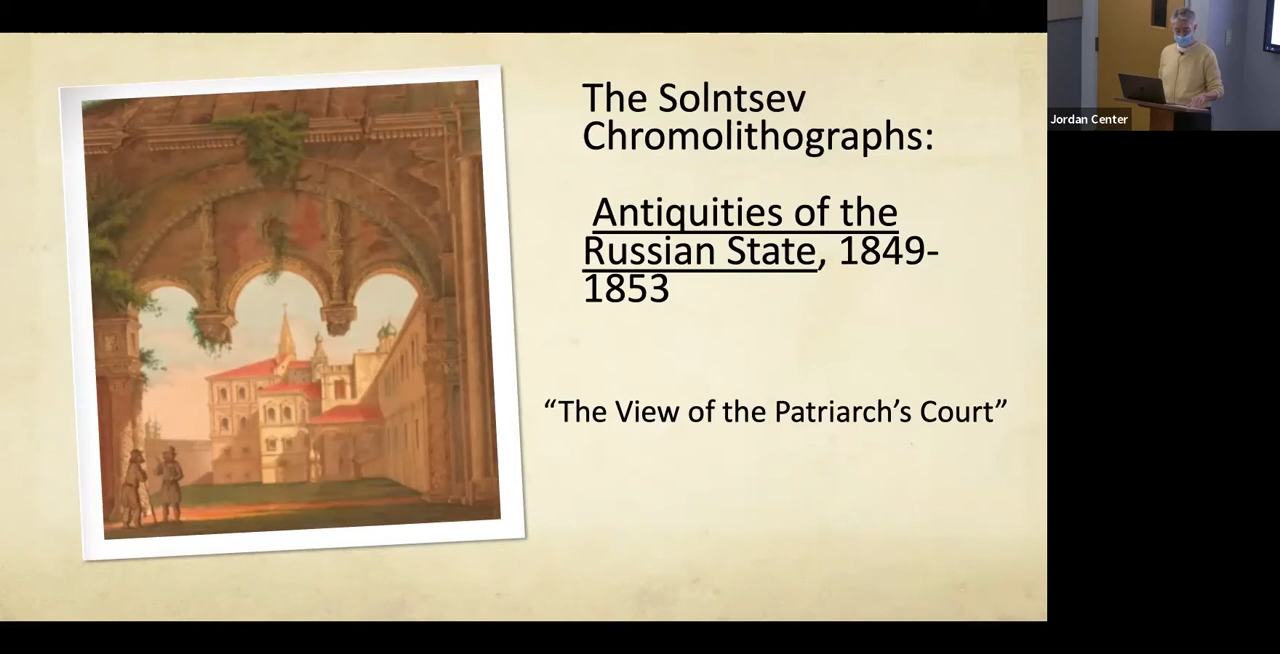 The Solntsev
Chromolithographs:
Antiquities of the
Russian State, 1849-
1853
“The View of the Patriarch’s Court”
Jordan Center